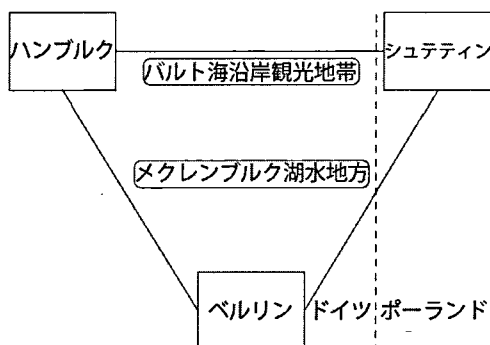 ハンブルク
シュテティン
バルト海沿岸観光地帯
メクレンブルク湖水地方
ベルリン
ドイツ
ポーランド